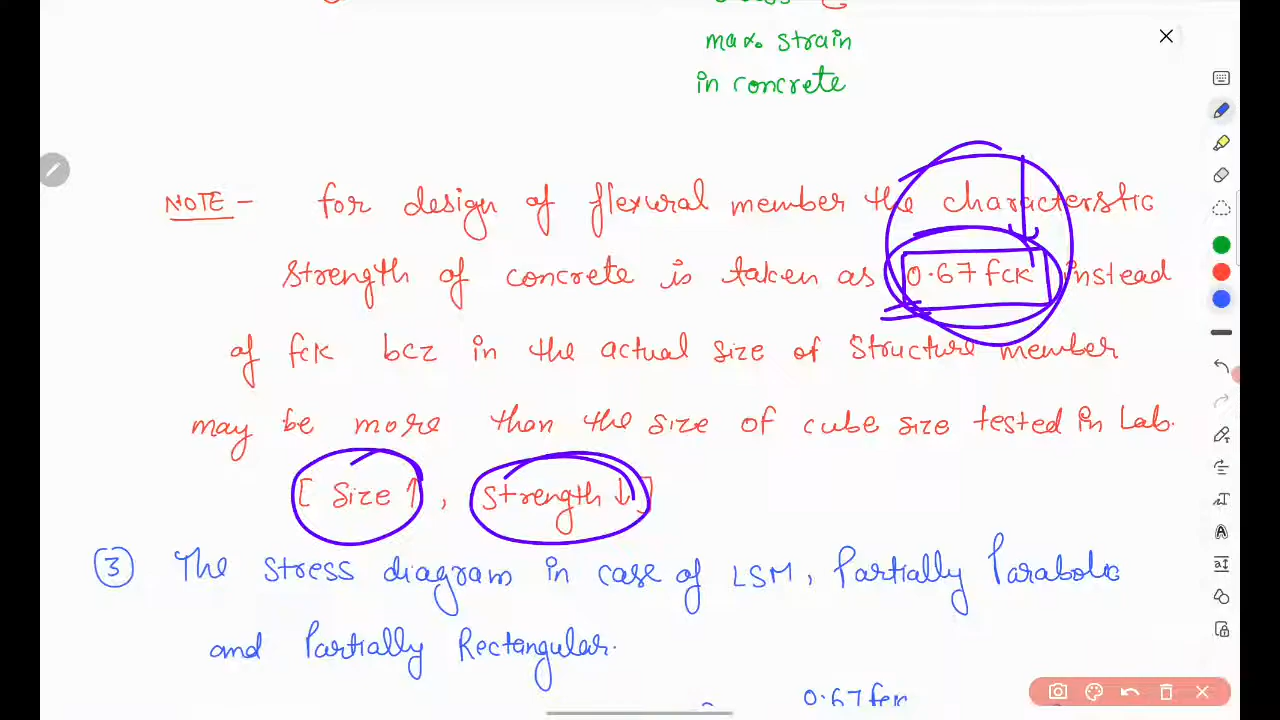 max. strain
in concrete
NOTE - for design of flexural member the characterstic
strength of concrete is taken as 0.67 fck instead
of fck bcz in the actual size of structure member
may be more than the size of cube size tested in Lab.
[ Size ↑, Strength ↓ ]
③ The stress diagram in case of LSM, Partially Parabolic
and Partially Rectangular.
0.67 fck